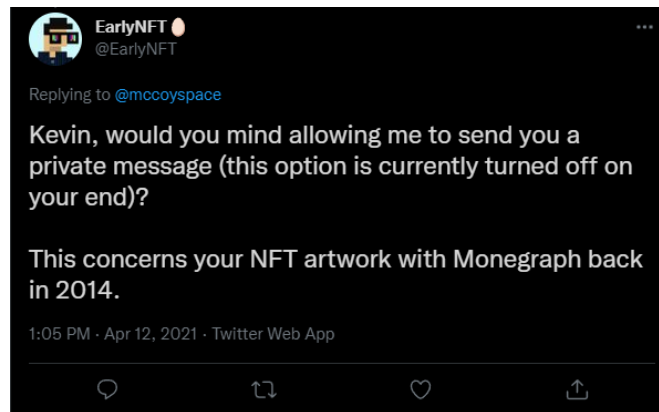 EarlyNFT🥚
@EarlyNFT
Replying to @mccoyspace
Kevin, would you mind allowing me to send you a
private message (this option is currently turned off on
your end)?
This concerns your NFT artwork with Monegraph back
in 2014.
1:05 PM · Apr 12, 2021 · Twitter Web App